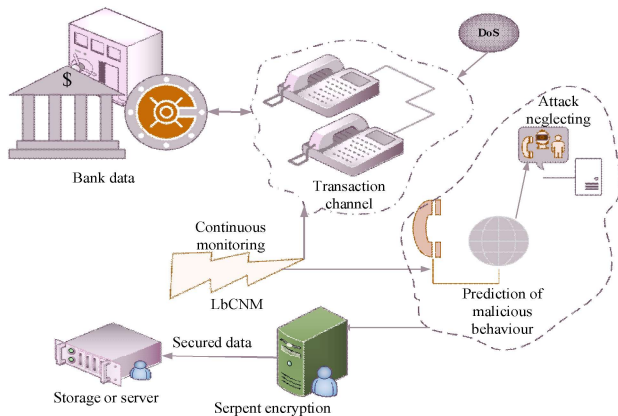 DoS
$
Attack
neglecting
Bank data
Transaction
channel
Continuous
monitoring
LbCNM
Prediction of
malicious
behaviour
Secured data
Storage or server
Serpent encryption